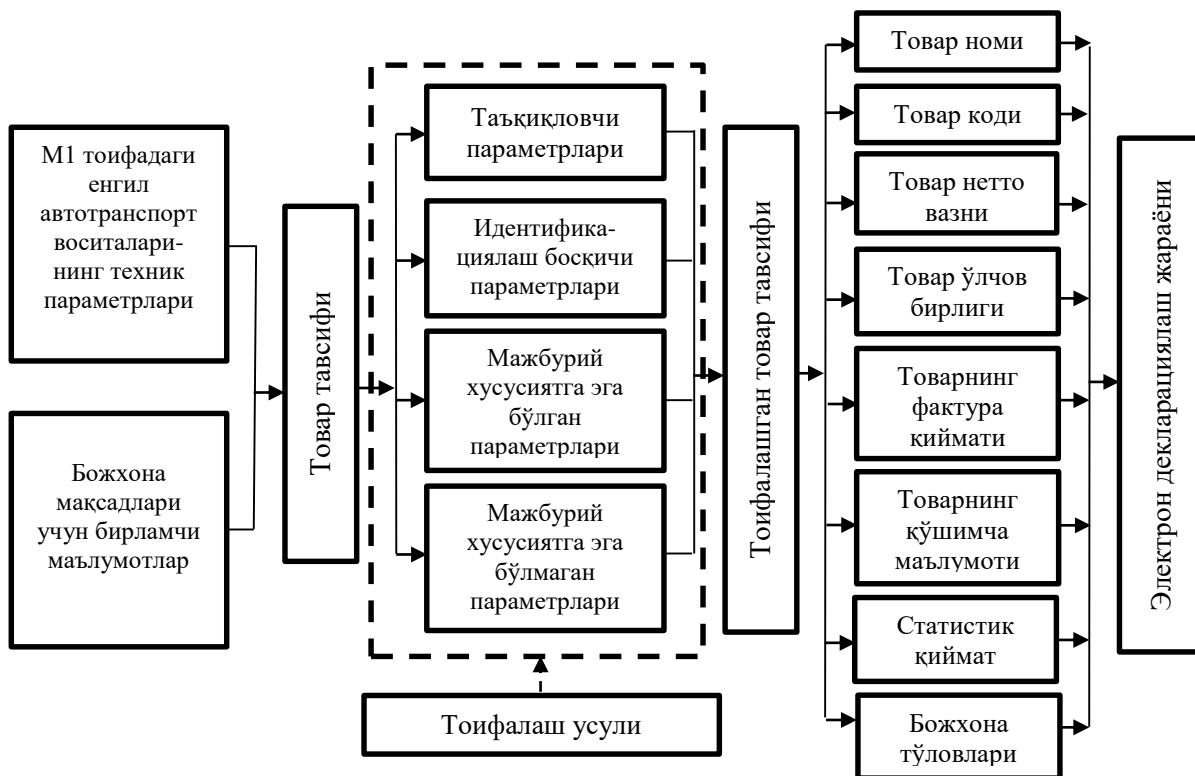 М1 тоифадаги
енгил
автотранспорт
воситалари-
нинг техник
параметрлари
Божхона
мақсадлари
учун бирламчи
маълумотлар
Товар тавсифи
Таъқиқловчи
параметрлари
Идентифика-
циялаш босқичи
параметрлари
Мажбурий
хусусиятга эга
бўлган
параметрлари
Мажбурий
хусусиятга эга
бўлмаган
параметрлари
Тоифалаш усули
Тоифалашган товар тавсифи
Товар номи
Товар коди
Товар нетто
вазни
Товар ўлчов
бирлиги
Товарнинг
фактура
қиймати
Товарнинг
қўшимча
маълумоти
Статистик
қиймат
Божхона
тўловлари
Электрон декларациялаш жараёни